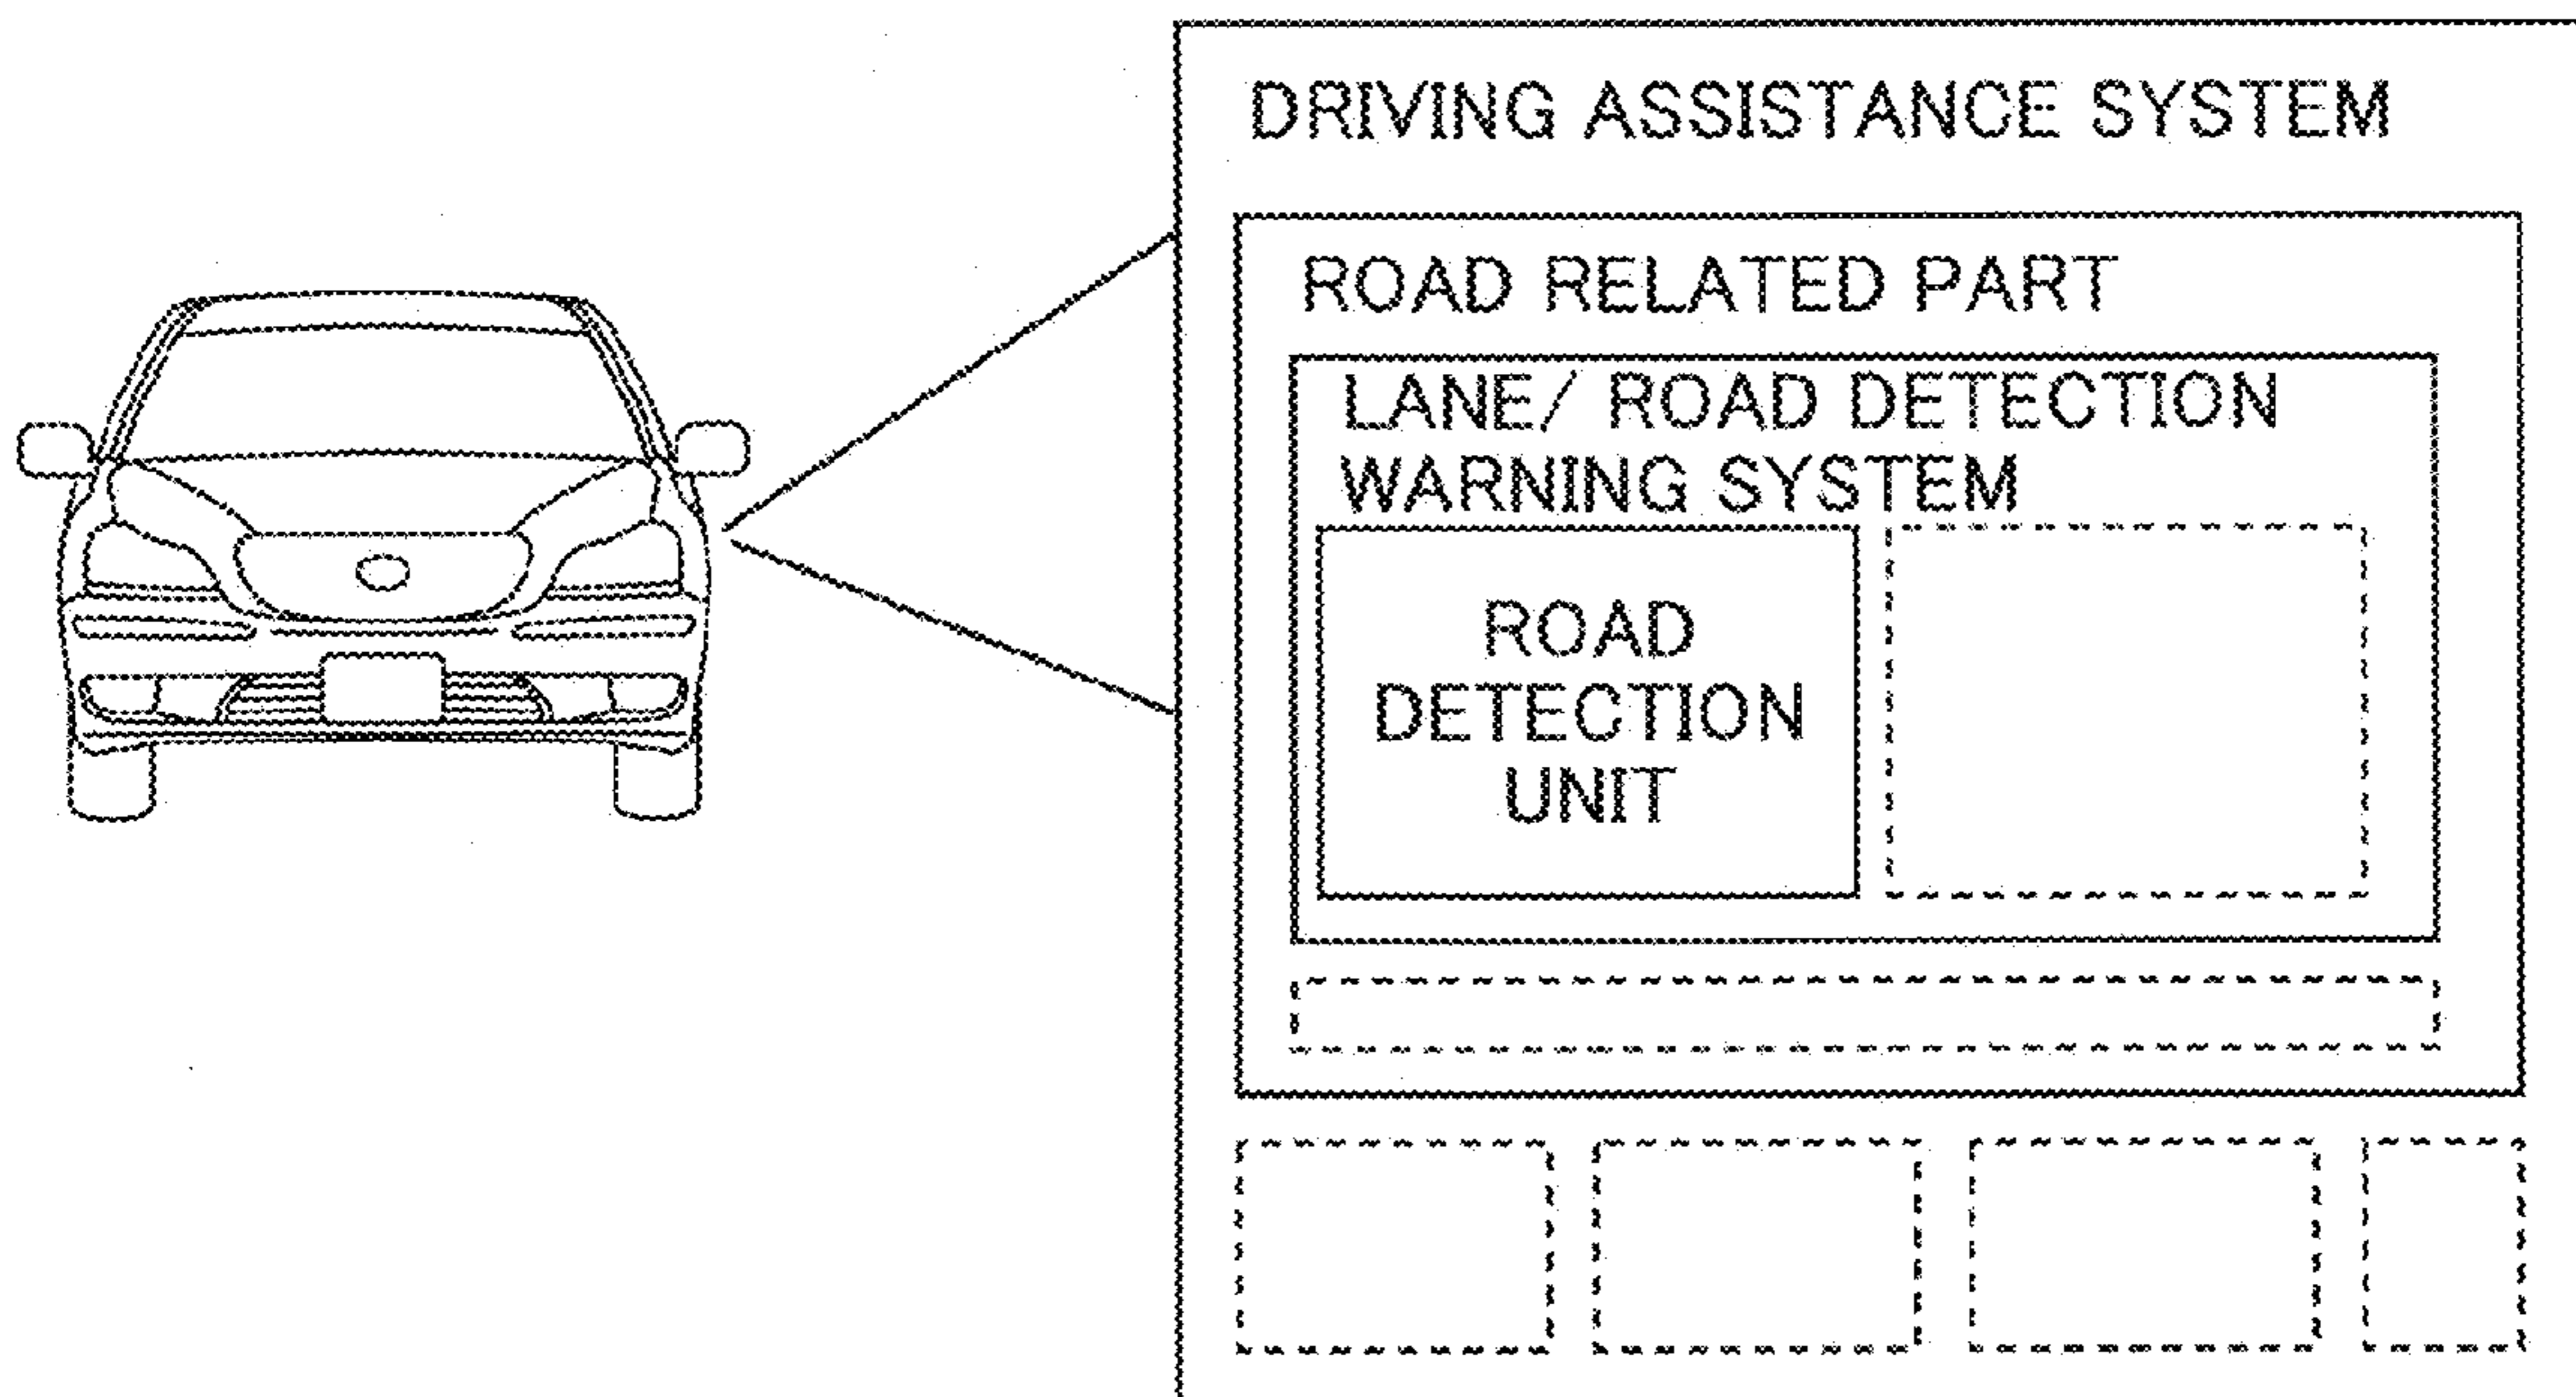 DRIVING ASSISTANCE SYSTEM
ROAD RELATED PART
LANE/ ROAD DETECTION
WARNING SYSTEM
ROAD
DETECTION
UNIT